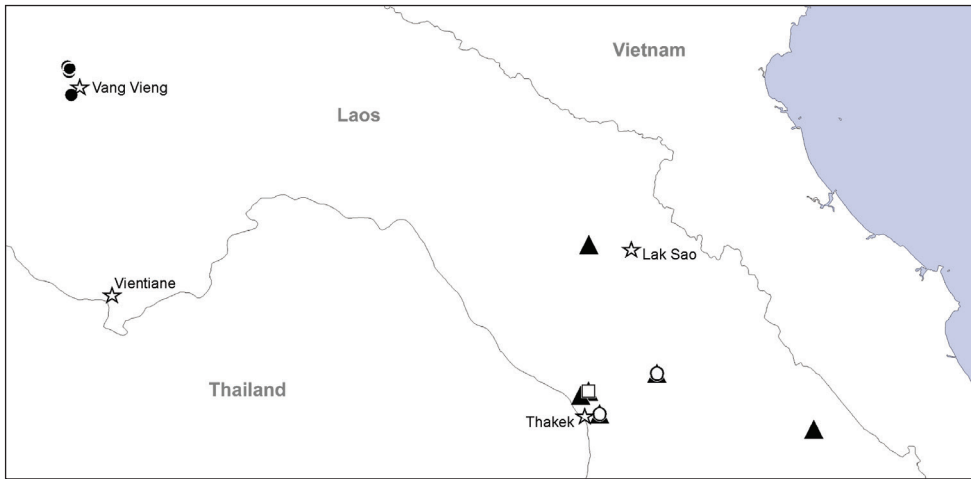 Vietnam
Vang Vieng
Laos
Lak Sao
Vientiane
Thailand
Thakek